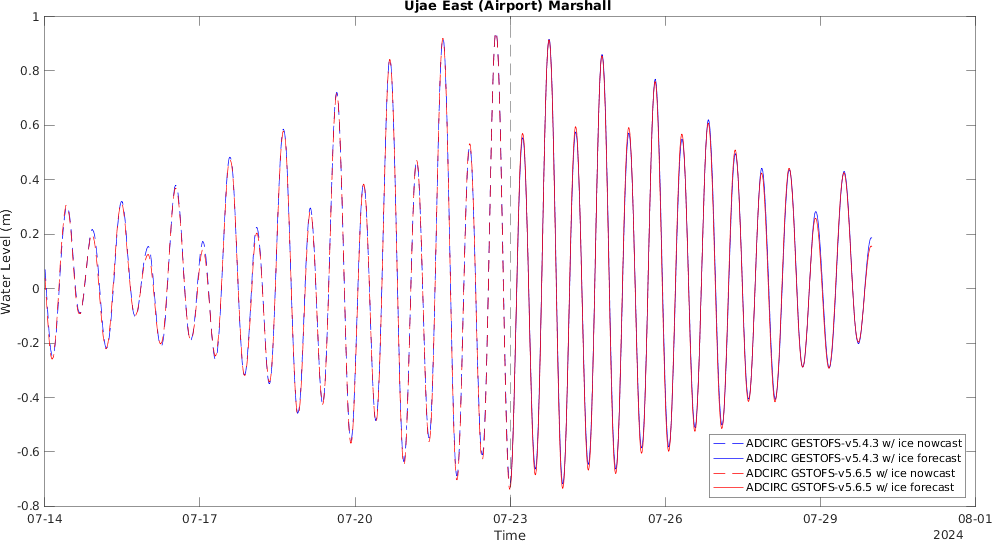 Ujae East (Airport) Marshall
Water Level (m)
1
0.8
0.6
0.4
0.2
0
-0.2
-0.4
-0.6
-0.8
ADCIRC GESTOFS-v5.4.3 w/ ice nowcast
ADCIRC GESTOFS-v5.4.3 w/ ice forecast
ADCIRC GSTOFS-v5.6.5 w/ ice nowcast
ADCIRC GSTOFS-v5.6.5 w/ ice forecast
07-14 07-17 07-20 07-23 07-26 07-29 08-01
Time
2024